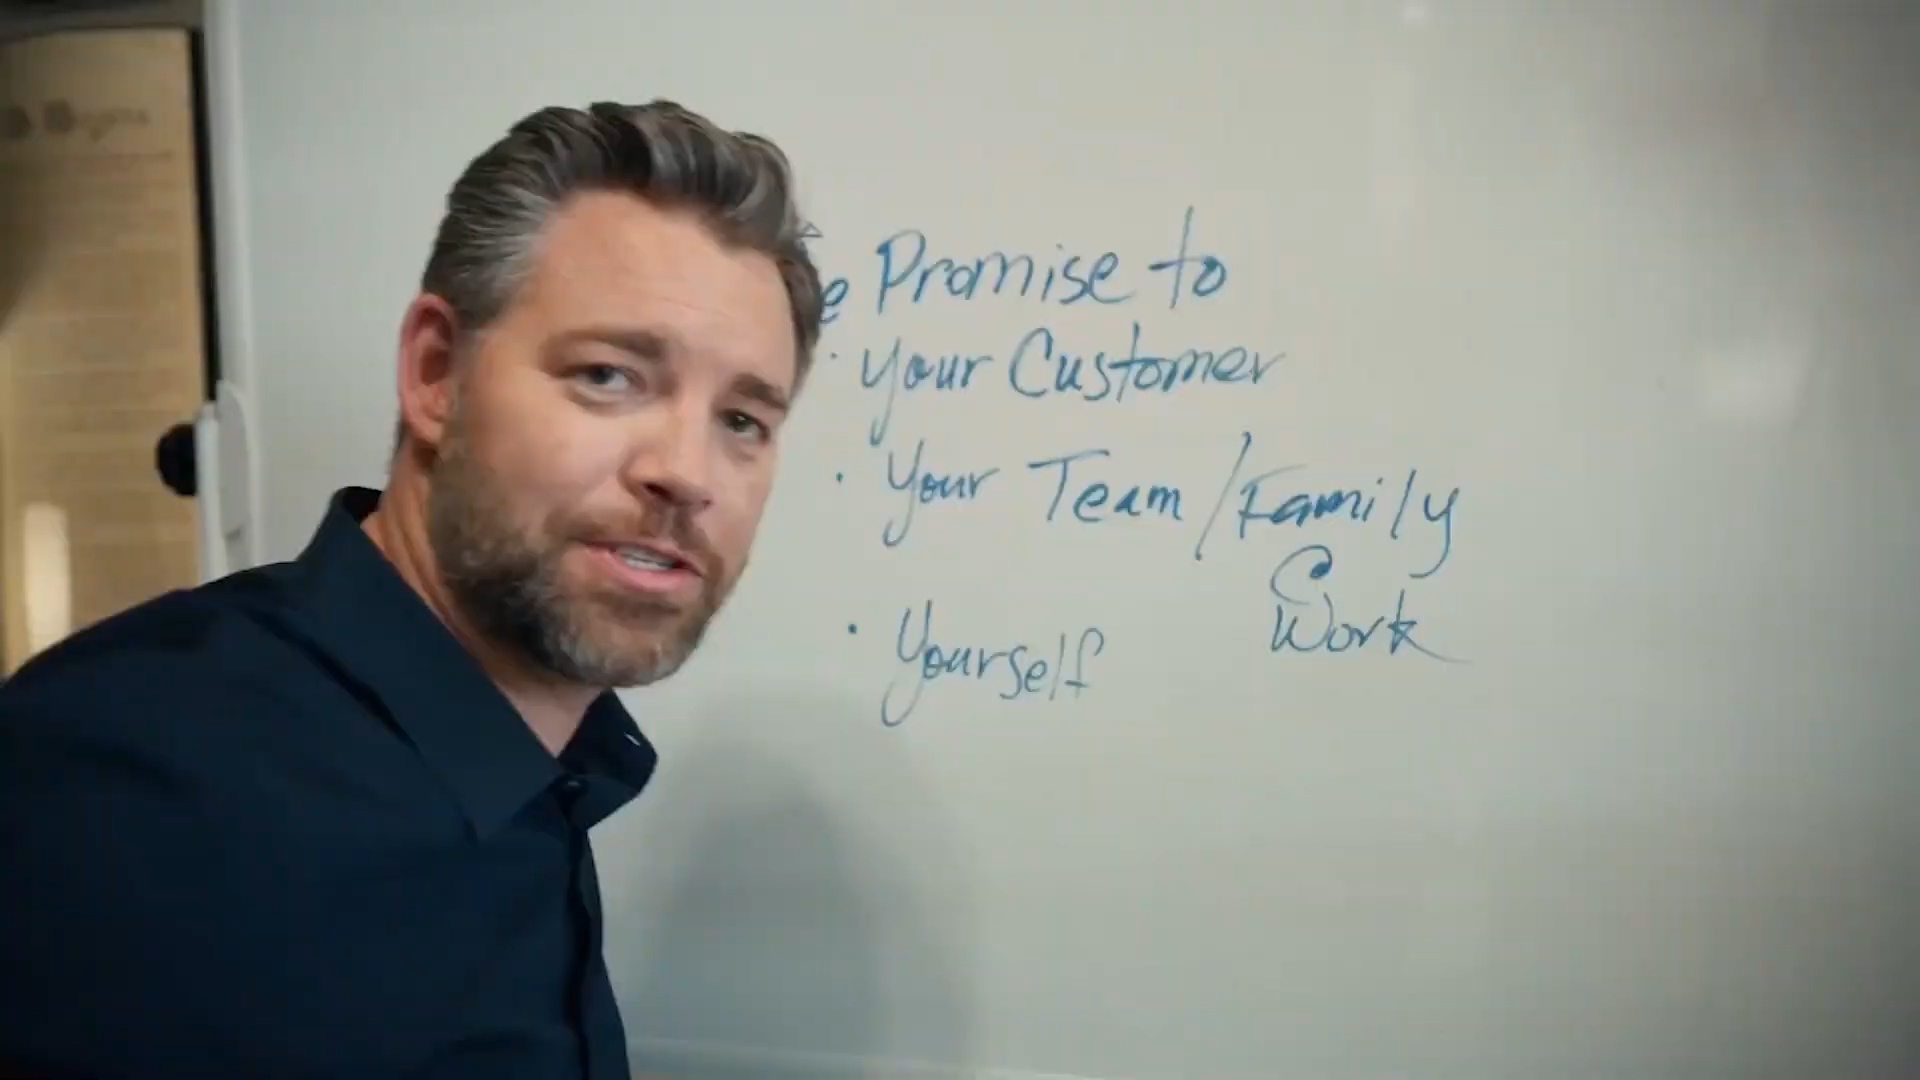 Promise to
· Your Customer
· Your Team / Family
@
Work
· Yourself